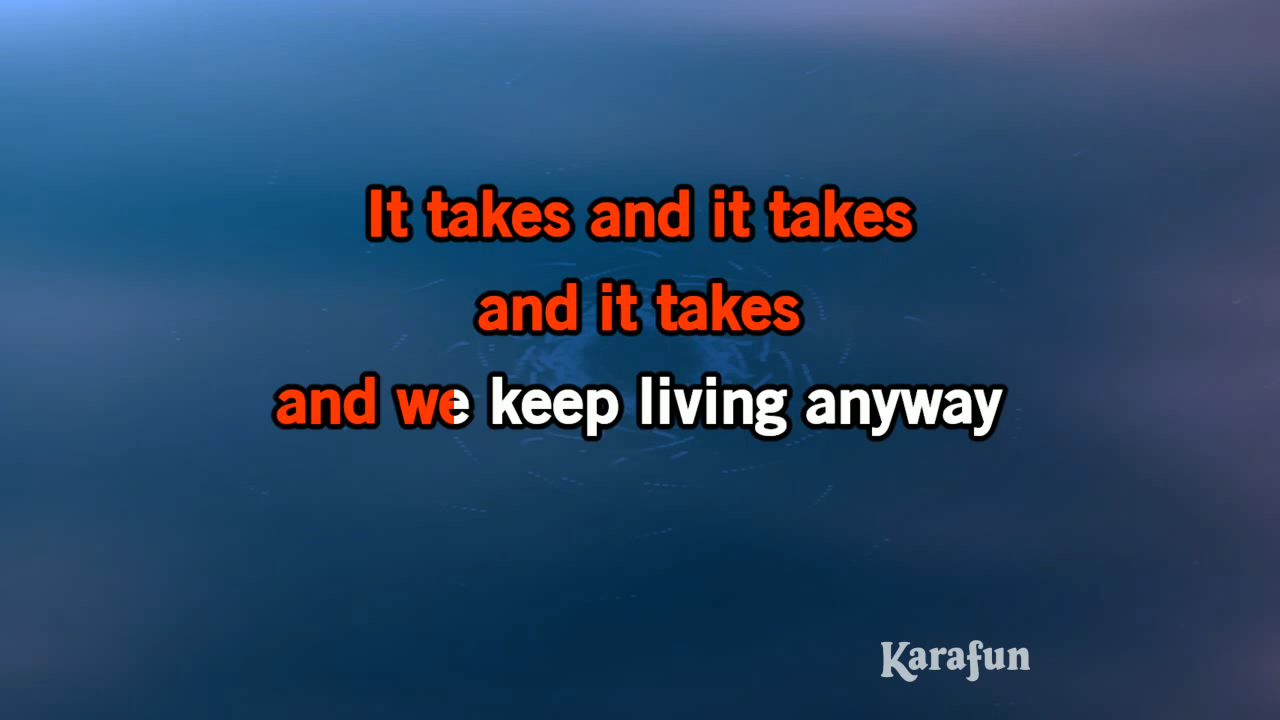 It takes and it takes
and it takes
and we keep living anyway
Karafun